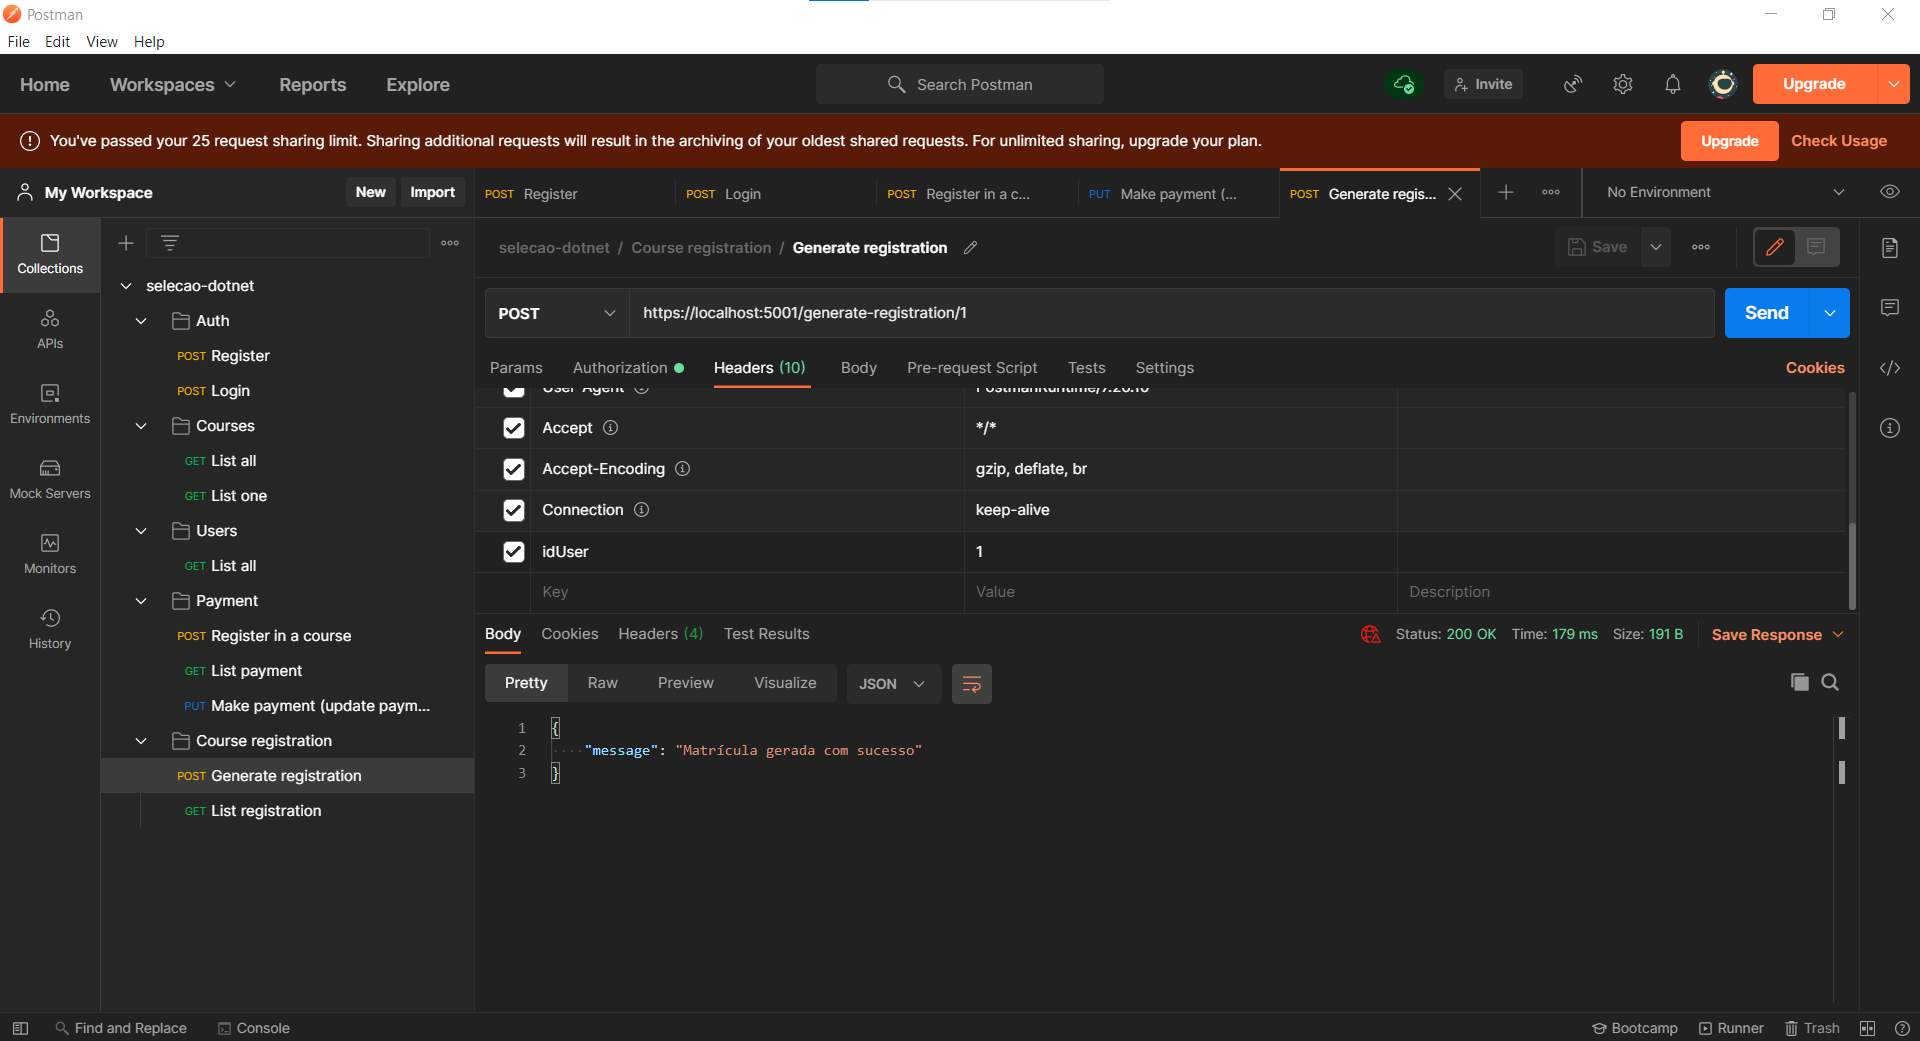 Postman
File Edit View Help
Home Workspaces Reports Explore Search Postman Invite Upgrade
You've passed your 25 request sharing limit. Sharing additional requests will result in the archiving of your oldest shared requests. For unlimited sharing, upgrade your plan. Upgrade Check Usage
My Workspace New Import
POST Register POST Login POST Register in a c... PUT Make payment (... POST Generate regis... No Environment
Collections
APIs
Environments
Mock Servers
Monitors
History
selecao-dotnet
Auth
POST Register
POST Login
Courses
GET List all
GET List one
Users
GET List all
Payment
POST Register in a course
GET List payment
PUT Make payment (update paym...
Course registration
POST Generate registration
GET List registration
selecao-dotnet / Course registration / Generate registration Save
POST https://localhost:5001/generate-registration/1 Send
Params Authorization Headers (10) Body Pre-request Script Tests Settings Cookies
User-Agent PostmanRuntime/7.26.10
Accept */*
Accept-Encoding gzip, deflate, br
Connection keep-alive
idUser 1
Key Value Description
Body Cookies Headers (4) Test Results Status: 200 OK Time: 179 ms Size: 191 B Save Response
Pretty Raw Preview Visualize JSON
1 {
2 "message": "Matrícula gerada com sucesso"
3 }
Find and Replace Console Bootcamp Runner Trash